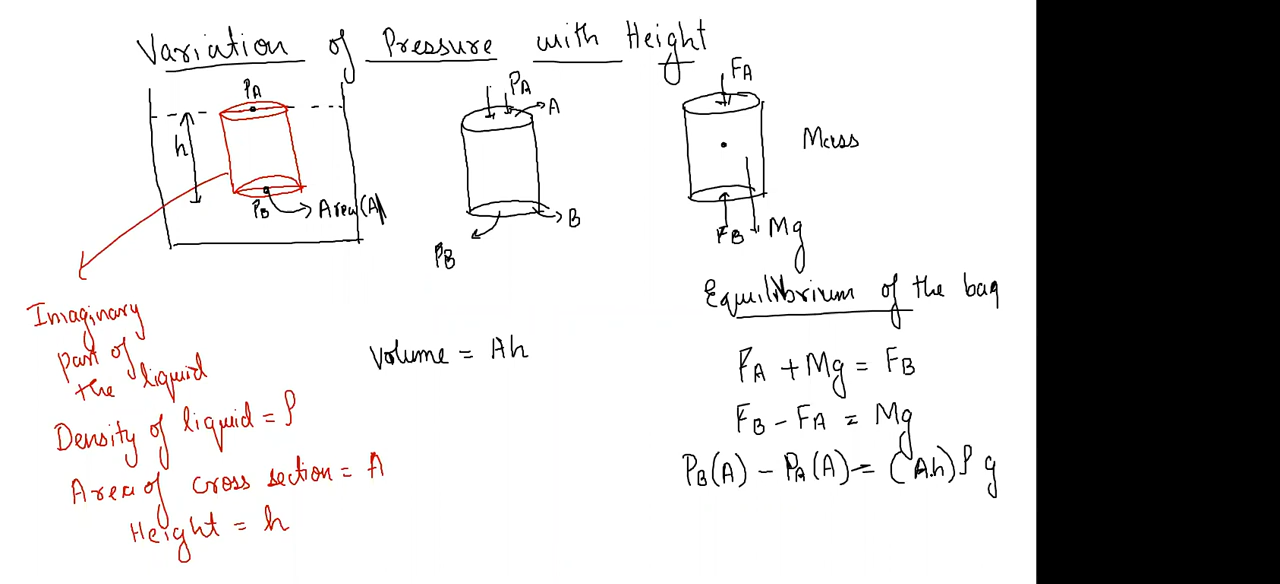 Variation of Pressure with Height
PA
h
PB
Area (A)
PA
A
B
PB
FA
Mass
FB
Mg
Imaginary
part of
the liquid
Density of liquid = ρ
Area of cross section = A
Height = h
Volume = Ah
Equilibrium of the bag
FA + Mg = FB
FB - FA = Mg
PB(A) - PA(A) = (A.h) ρ g